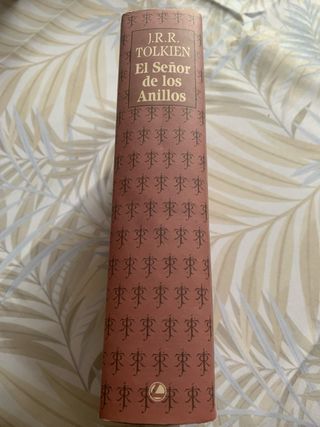 J.R.R.
TOLKIEN
El Señor
de los
Anillos